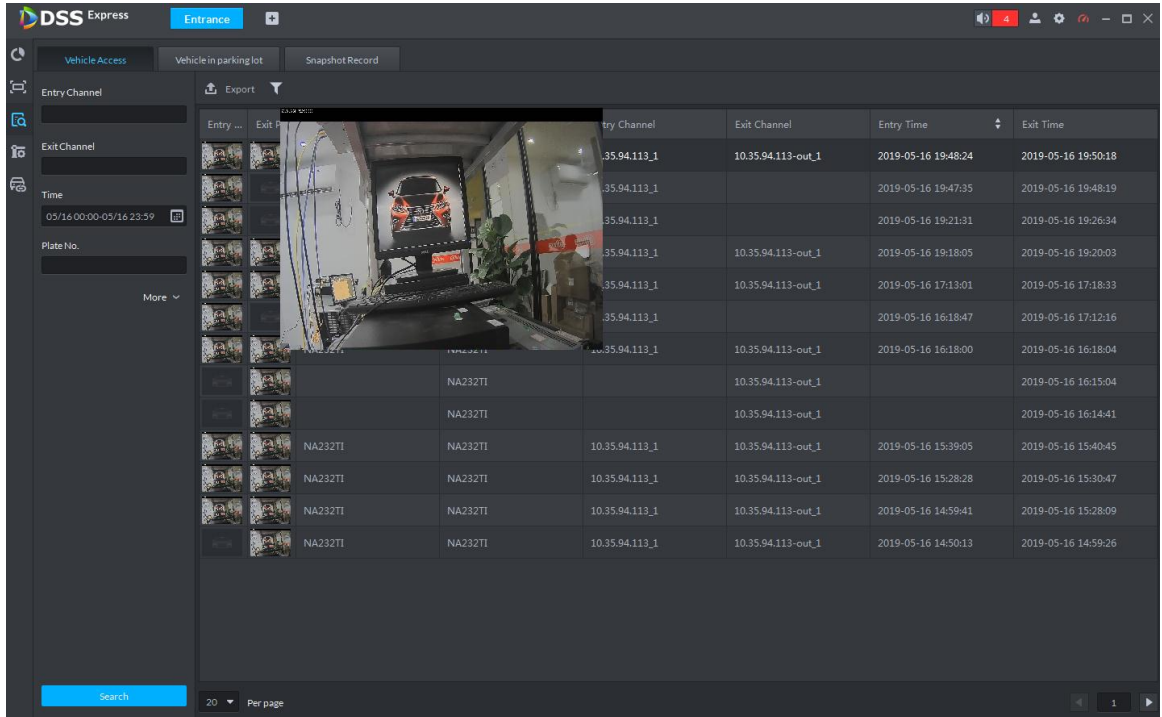 DSS Express Entrance 4
Vehicle Access Vehicle in parking lot Snapshot Record
Entry Channel
Export
Entry ... Exit P try Channel Exit Channel Entry Time Exit Time
Exit Channel
.35.94.113_1 10.35.94.113-out_1 2019-05-16 19:48:24 2019-05-16 19:50:18
.35.94.113_1 2019-05-16 19:47:35 2019-05-16 19:48:19
Time
05/16 00:00-05/16 23:59
.35.94.113_1 2019-05-16 19:21:31 2019-05-16 19:26:34
Plate No.
.35.94.113_1 10.35.94.113-out_1 2019-05-16 19:18:05 2019-05-16 19:20:03
.35.94.113_1 10.35.94.113-out_1 2019-05-16 17:13:01 2019-05-16 17:18:33
More
.35.94.113_1 2019-05-16 16:18:47 2019-05-16 17:12:16
NA232TI NA232TI 10.35.94.113_1 10.35.94.113-out_1 2019-05-16 16:18:00 2019-05-16 16:18:04
NA232TI 10.35.94.113-out_1 2019-05-16 16:15:04
NA232TI 10.35.94.113-out_1 2019-05-16 16:14:41
NA232TI NA232TI 10.35.94.113_1 10.35.94.113-out_1 2019-05-16 15:39:05 2019-05-16 15:40:45
NA232TI NA232TI 10.35.94.113_1 10.35.94.113-out_1 2019-05-16 15:28:28 2019-05-16 15:30:47
NA232TI NA232TI 10.35.94.113_1 10.35.94.113-out_1 2019-05-16 14:59:41 2019-05-16 15:28:09
NA232TI NA232TI 10.35.94.113_1 10.35.94.113-out_1 2019-05-16 14:50:13 2019-05-16 14:59:26
Search
20 Per page 1